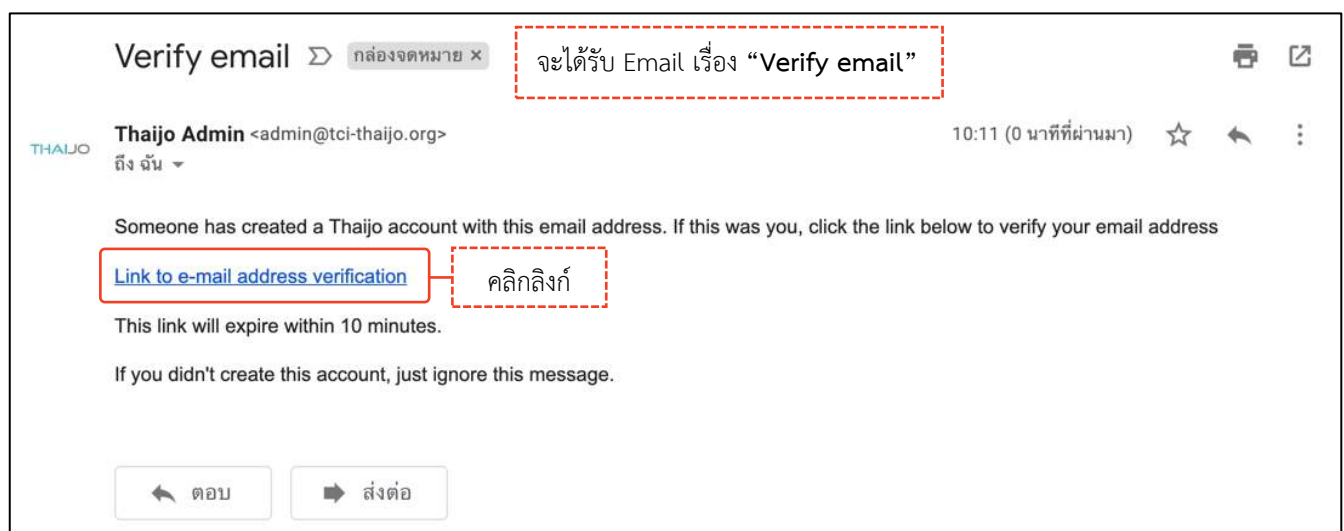 Verify email กล่องจดหมาย ×
จะได้รับ Email เรื่อง “Verify email”
THAIJO
Thaijo Admin <admin@tci-thaijo.org> 10:11 (0 นาทีที่ผ่านมา)
ถึง ฉัน
Someone has created a Thaijo account with this email address. If this was you, click the link below to verify your email address
Link to e-mail address verification
คลิกลิงก์
This link will expire within 10 minutes.
If you didn't create this account, just ignore this message.
ตอบ ส่งต่อ